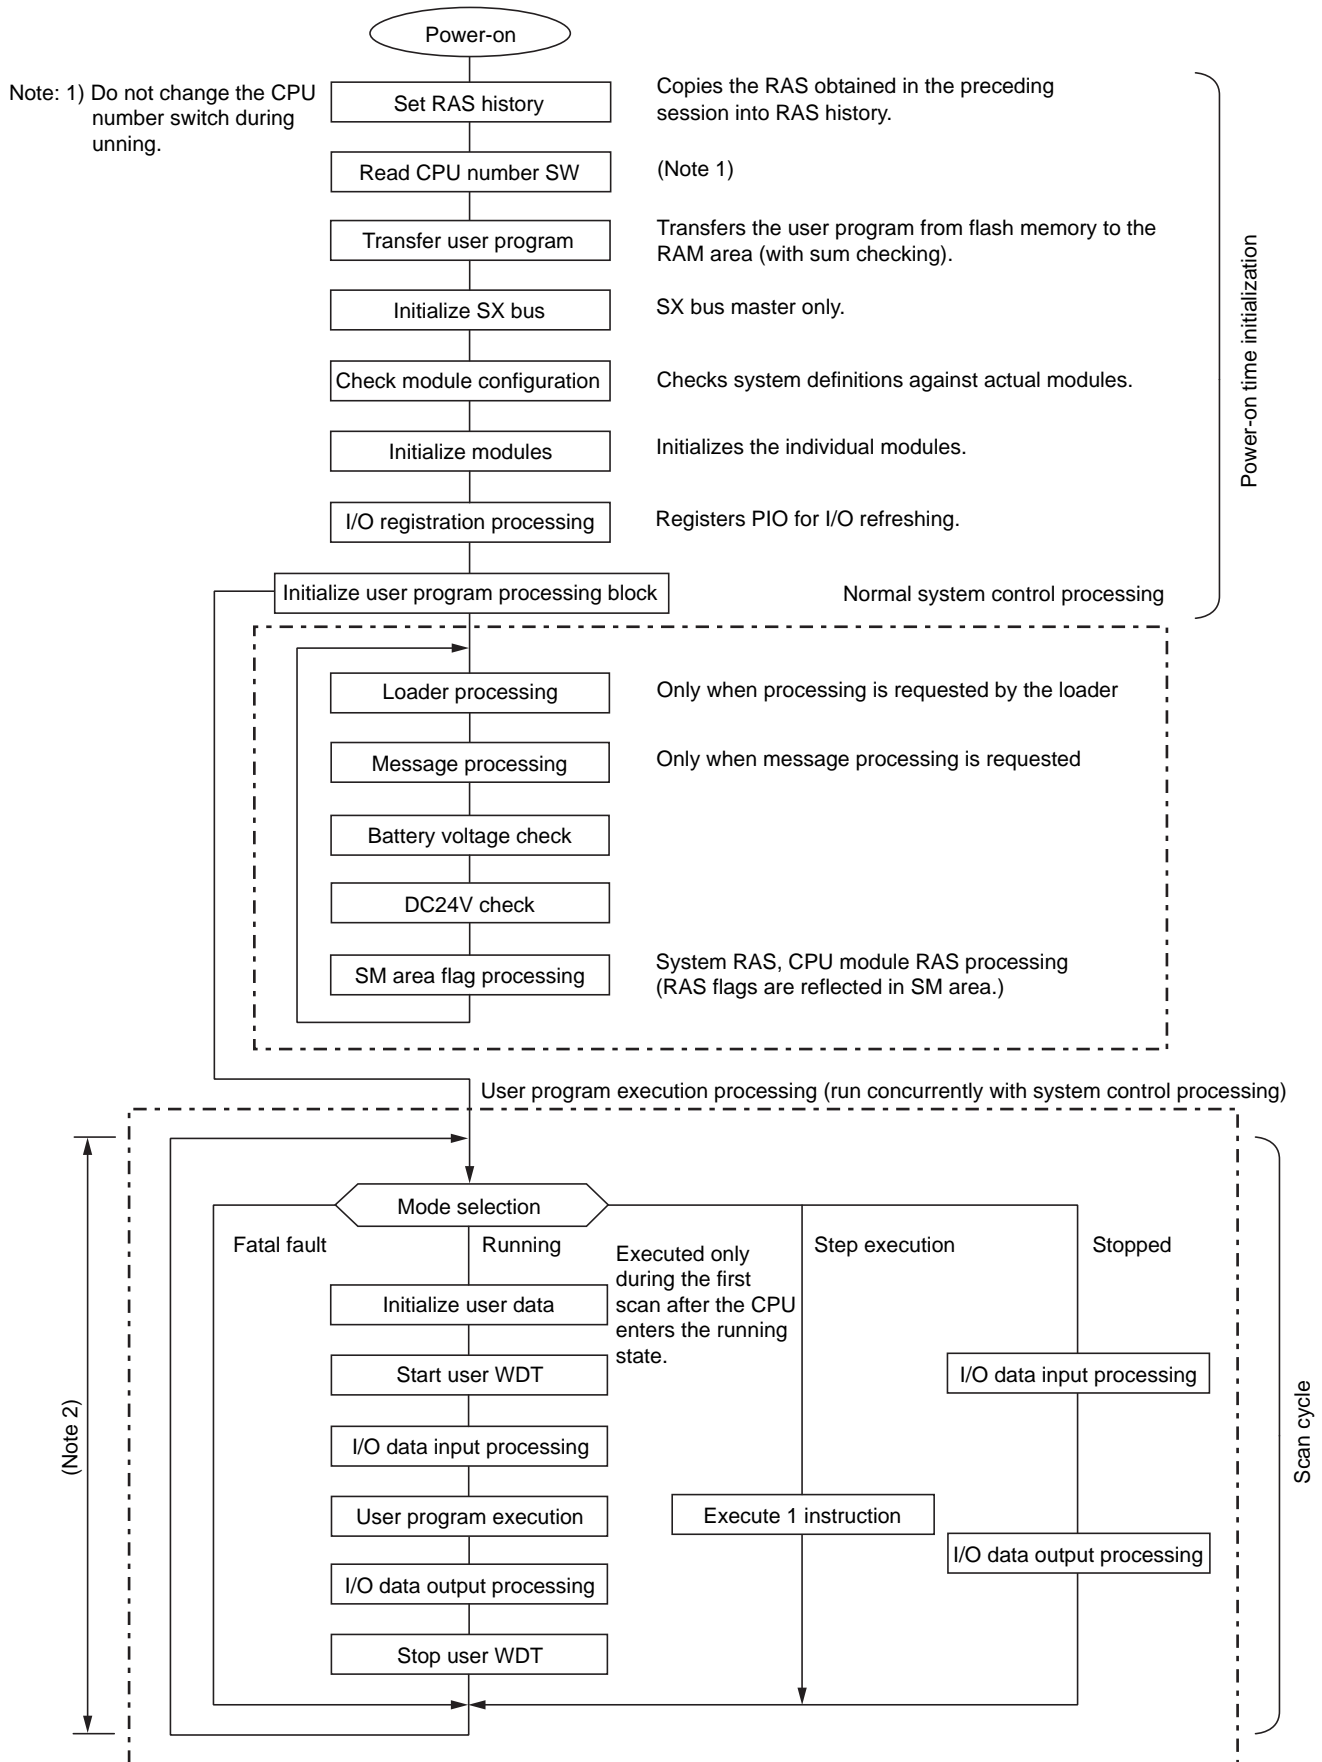 Power-on
Note: 1) Do not change the CPU
number switch during
unning.
Set RAS history
Copies the RAS obtained in the preceding
session into RAS history.
Read CPU number SW
(Note 1)
Transfer user program
Transfers the user program from flash memory to the
RAM area (with sum checking).
Initialize SX bus
SX bus master only.
Check module configuration
Checks system definitions against actual modules.
Initialize modules
Initializes the individual modules.
I/O registration processing
Registers PIO for I/O refreshing.
Power-on time initialization
Initialize user program processing block
Normal system control processing
Loader processing
Only when processing is requested by the loader
Message processing
Only when message processing is requested
Battery voltage check
DC24V check
SM area flag processing
System RAS, CPU module RAS processing
(RAS flags are reflected in SM area.)
User program execution processing (run concurrently with system control processing)
Mode selection
Fatal fault
Running
Executed only
during the first
scan after the CPU
enters the running
state.
Step execution
Stopped
Initialize user data
Start user WDT
I/O data input processing
User program execution
I/O data output processing
Stop user WDT
Execute 1 instruction
I/O data input processing
I/O data output processing
(Note 2)
Scan cycle